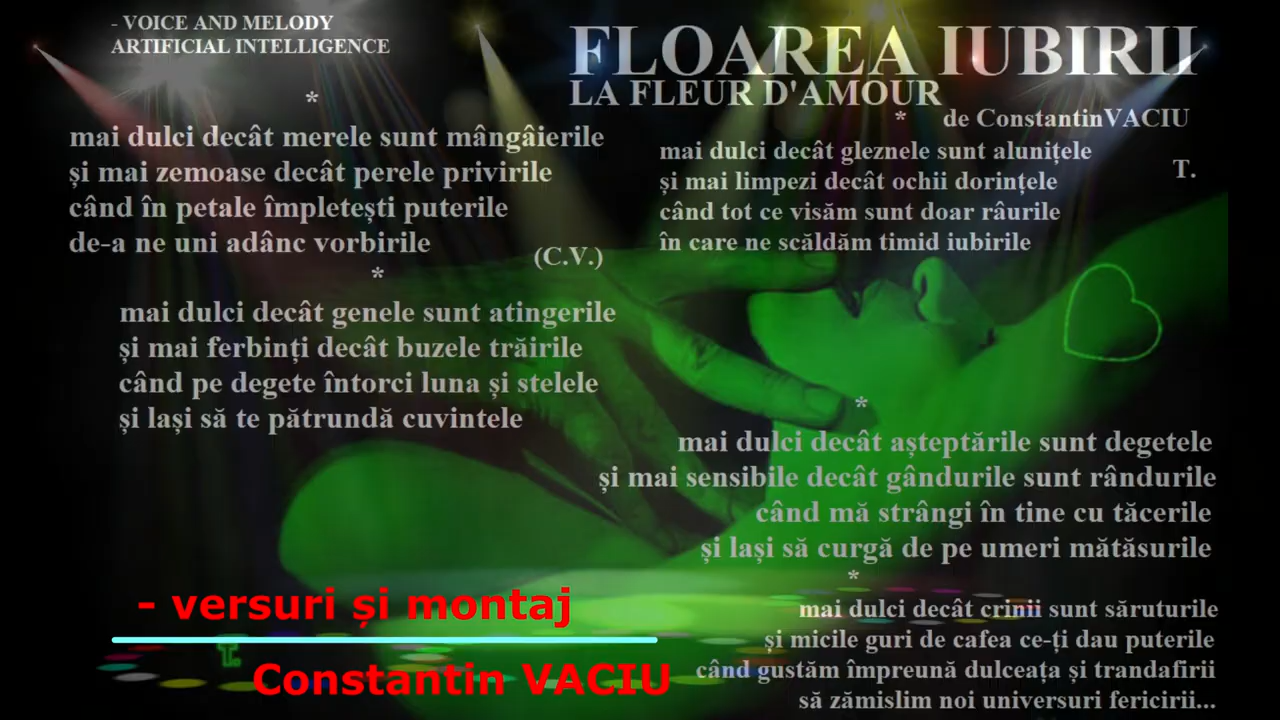 - VOICE AND MELODY
ARTIFICIAL INTELLIGENCE
FLOAREA IUBIRII
LA FLEUR D'AMOUR
* de ConstantinVACIU
T.
*
mai dulci decât merele sunt mângâierile
și mai zemoase decât perele privirile
când în petale împletești puterile
de-a ne uni adânc vorbirile
(C.V.)
*
mai dulci decât genele sunt atingerile
și mai ferbinți decât buzele trăirile
când pe degete întorci luna și stelele
și lași să te pătrundă cuvintele
mai dulci decât gleznele sunt alunițele
și mai limpezi decât ochii dorințele
când tot ce visăm sunt doar râurile
în care ne scăldăm timid iubirile
*
mai dulci decât așteptările sunt degetele
și mai sensibile decât gândurile sunt rândurile
când mă strângi în tine cu tăcerile
și lași să curgă de pe umeri mătăsurile
*
mai dulci decât crinii sunt săruturile
și micile guri de cafea ce-ți dau puterile
când gustăm împreună dulceața și trandafirii
să zămislim noi universuri fericirii...
- versuri și montaj
T.
Constantin VACIU